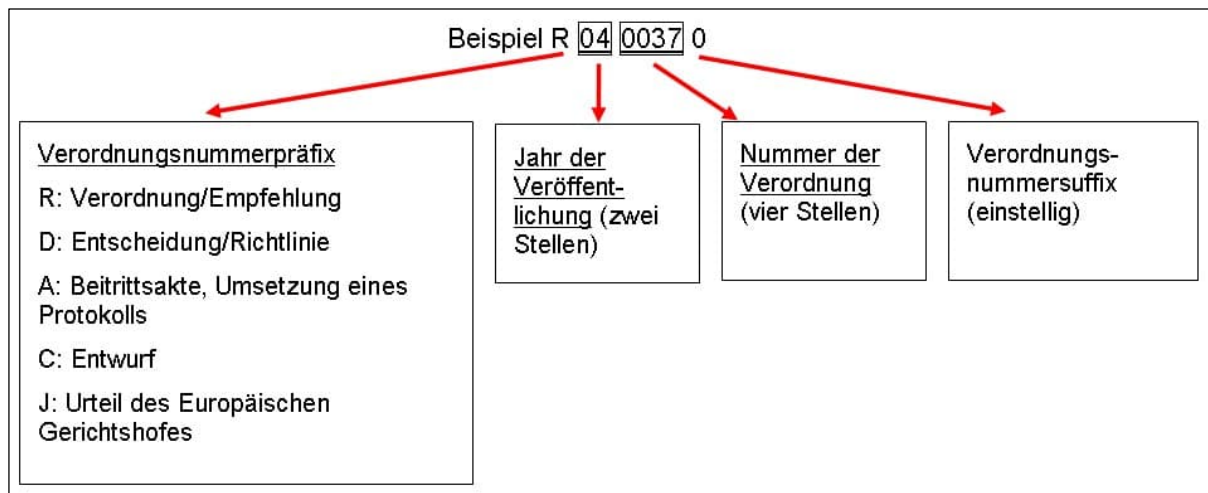 Beispiel R 04 0037 0
Verordnungsnummerpräfix
R: Verordnung/Empfehlung
D: Entscheidung/Richtlinie
A: Beitrittsakte, Umsetzung eines
Protokolls
C: Entwurf
J: Urteil des Europäischen
Gerichtshofes
Jahr der
Veröffent-
lichung (zwei
Stellen)
Nummer der
Verordnung
(vier Stellen)
Verordnungs-
nummersuffix
(einstellig)